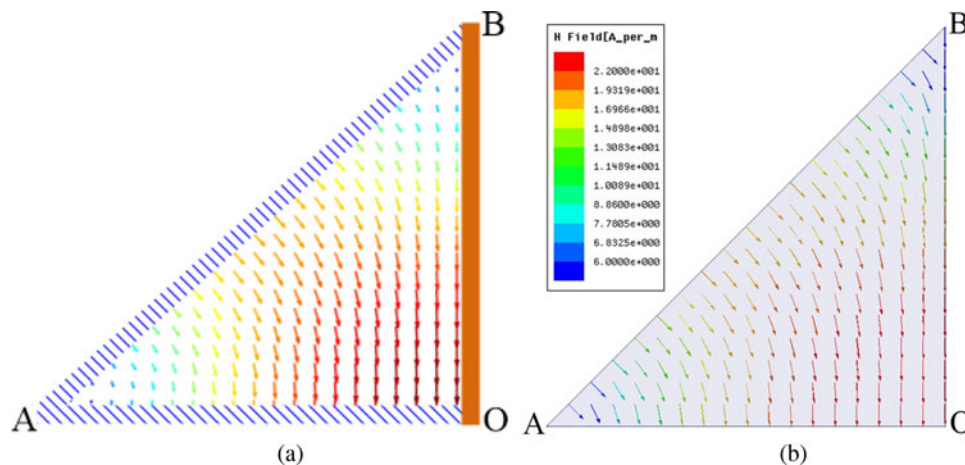 B
A
O
(a)
H Field[A_per_m
2.2000e+001
1.9319e+001
1.6966e+001
1.4898e+001
1.3083e+001
1.1489e+001
1.0089e+001
8.8600e+000
7.7805e+000
6.8325e+000
6.0000e+000
B
A
O
(b)